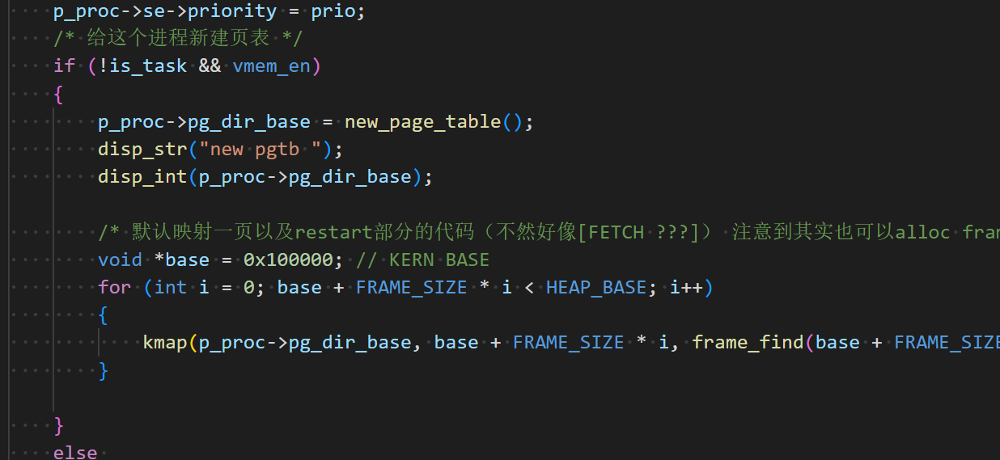 p_proc->se->priority = prio;
/* 给这个进程新建页表 */
if (!is_task && vmem_en)
{
p_proc->pg_dir_base = new_page_table();
disp_str("new pgtb ");
disp_int(p_proc->pg_dir_base);
/* 默认映射一页以及restart部分的代码（不然好像[FETCH ???]） 注意到其实也可以alloc fra
void *base = 0x100000; // KERN BASE
for (int i = 0; base + FRAME_SIZE * i < HEAP_BASE; i++)
{
kmap(p_proc->pg_dir_base, base + FRAME_SIZE * i, frame_find(base + FRAME_SIZE
}
}
else